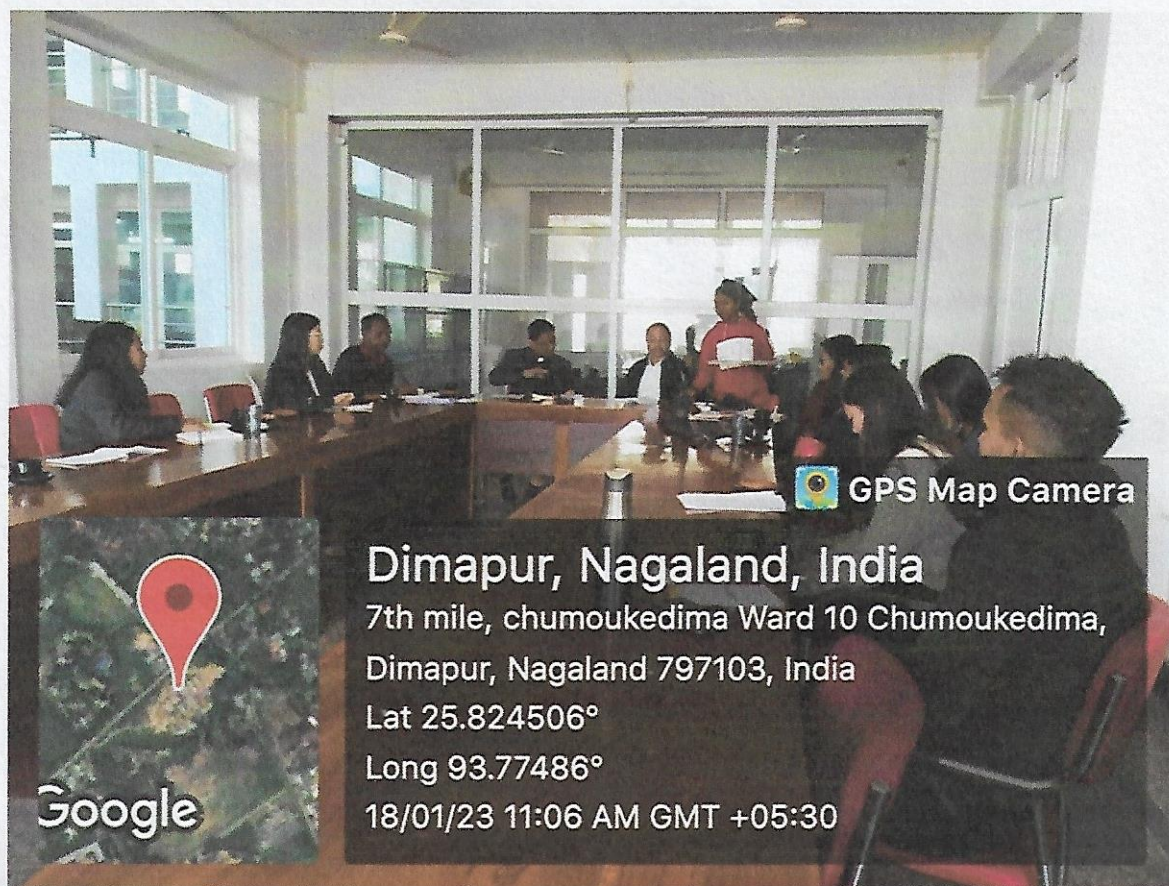 GPS Map Camera
Dimapur, Nagaland, India
7th mile, chumoukedima Ward 10 Chumoukedima,
Dimapur, Nagaland 797103, India
Lat 25.824506°
Long 93.77486°
18/01/23 11:06 AM GMT +05:30
Google